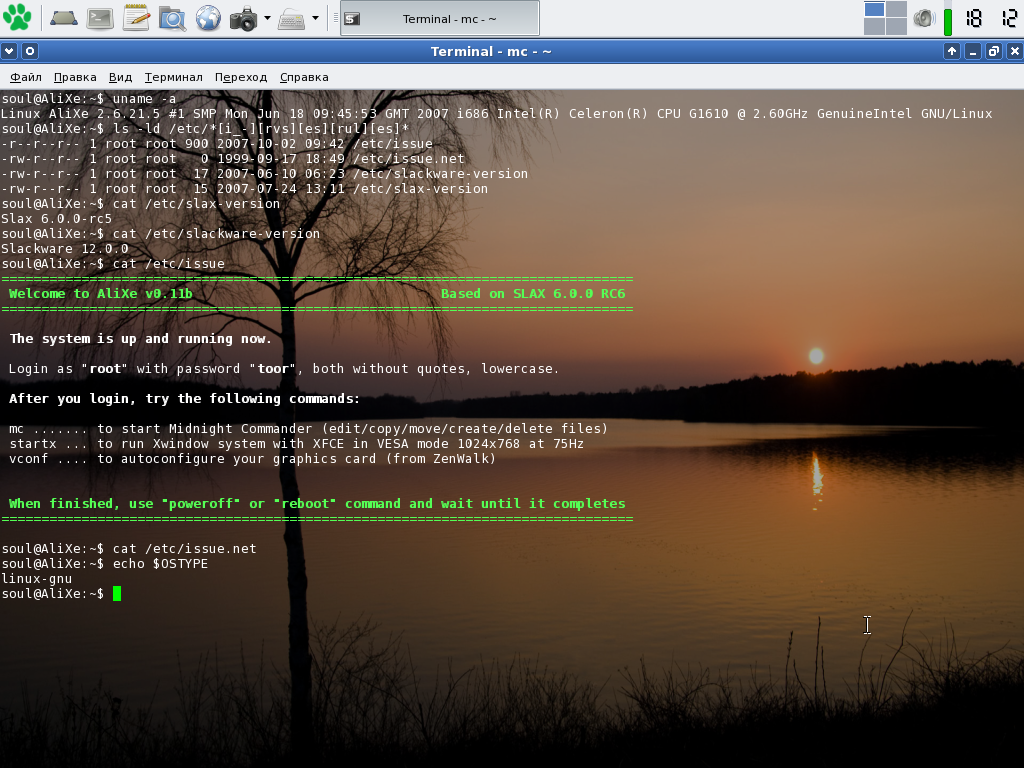 Terminal - mc - ~
18 12
Terminal - mc - ~
Файл Правка Вид Терминал Переход Справка
soul@AliXe:~$ uname -a
Linux AliXe 2.6.21.5 #1 SMP Mon Jun 18 09:45:53 GMT 2007 i686 Intel(R) Celeron(R) CPU G1610 @ 2.60GHz GenuineIntel GNU/Linux
soul@AliXe:~$ ls -ld /etc/*[i_-][rvs][es][rul][es]*
-r--r--r-- 1 root root 900 2007-10-02 09:42 /etc/issue
-rw-r--r-- 1 root root   0 1999-09-17 18:49 /etc/issue.net
-rw-r--r-- 1 root root  17 2007-06-10 06:23 /etc/slackware-version
-rw-r--r-- 1 root root  15 2007-07-24 13:11 /etc/slax-version
soul@AliXe:~$ cat /etc/slax-version
Slax 6.0.0-rc5
soul@AliXe:~$ cat /etc/slackware-version
Slackware 12.0.0
soul@AliXe:~$ cat /etc/issue
===============================================================================
Welcome to AliXe v0.11b                               Based on SLAX 6.0.0 RC6
===============================================================================
The system is up and running now.
Login as "root" with password "toor", both without quotes, lowercase.
After you login, try the following commands:
mc ....... to start Midnight Commander (edit/copy/move/create/delete files)
startx ... to run Xwindow system with XFCE in VESA mode 1024x768 at 75Hz
vconf .... to autoconfigure your graphics card (from ZenWalk)
When finished, use "poweroff" or "reboot" command and wait until it completes
===============================================================================
soul@AliXe:~$ cat /etc/issue.net
soul@AliXe:~$ echo $OSTYPE
linux-gnu
soul@AliXe:~$